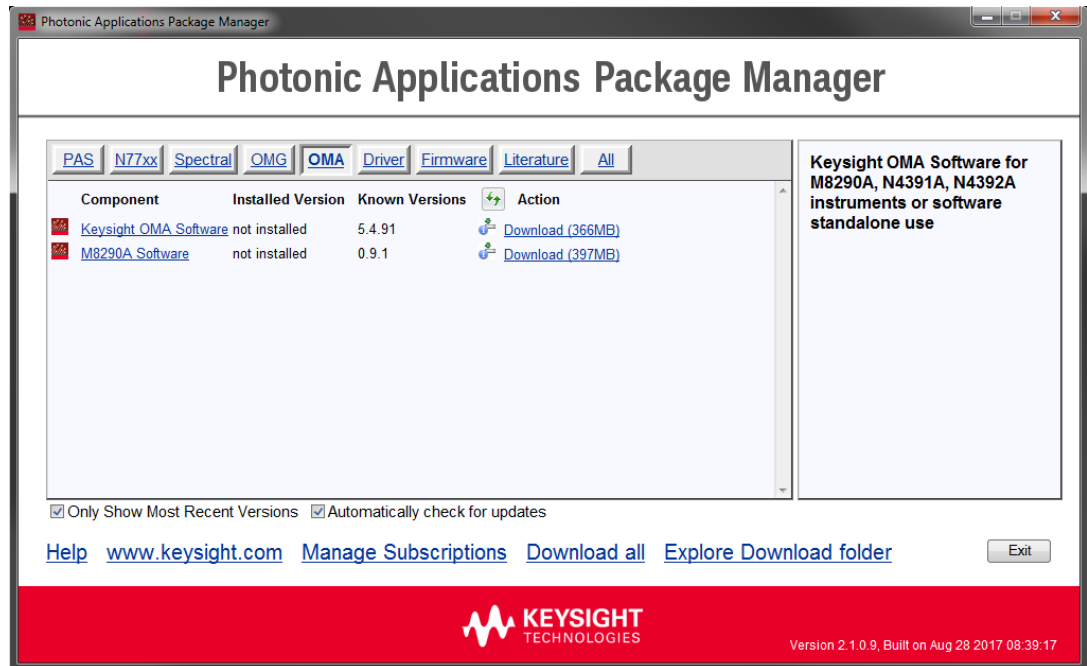 Photonic Applications Package Manager
Photonic Applications Package Manager
PAS N77xx Spectral OMG OMA Driver Firmware Literature All
Component Installed Version Known Versions Action
Keysight OMA Software not installed 5.4.91 Download (366MB)
M8290A Software not installed 0.9.1 Download (397MB)
Keysight OMA Software for
M8290A, N4391A, N4392A
instruments or software
standalone use
Only Show Most Recent Versions Automatically check for updates
Help www.keysight.com Manage Subscriptions Download all Explore Download folder Exit
KEYSIGHT
TECHNOLOGIES
Version 2.1.0.9, Built on Aug 28 2017 08:39:17